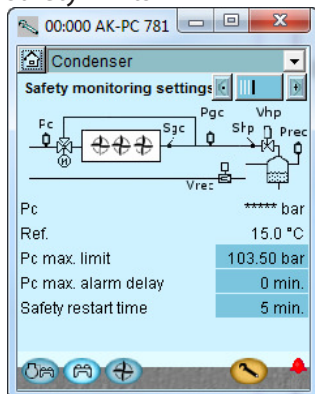 00:000 AK-PC 781
Condenser
Safety monitoring settings
Pgc Vhp
Pc Sgc Shp Prec
M
Vrec
Pc ***** bar
Ref. 15.0 °C
Pc max. limit 103.50 bar
Pc max. alarm delay 0 min.
Safety restart time 5 min.